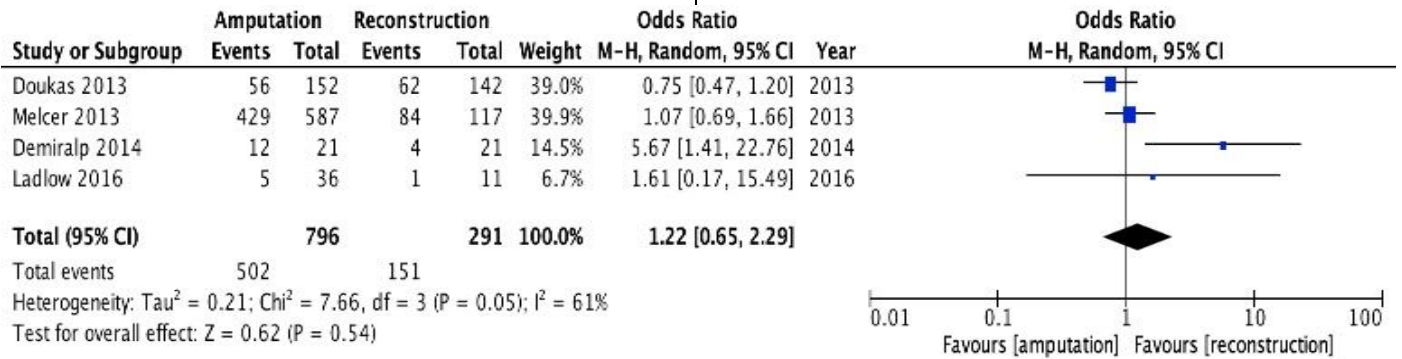 Amputation Reconstruction Odds Ratio Odds Ratio
Study or Subgroup Events Total Events Total Weight M-H, Random, 95% CI Year M-H, Random, 95% CI
Doukas 2013 56 152 62 142 39.0% 0.75 [0.47, 1.20] 2013
Melcer 2013 429 587 84 117 39.9% 1.07 [0.69, 1.66] 2013
Demiralp 2014 12 21 4 21 14.5% 5.67 [1.41, 22.76] 2014
Ladlow 2016 5 36 1 11 6.7% 1.61 [0.17, 15.49] 2016
Total (95% CI) 796 291 100.0% 1.22 [0.65, 2.29]
Total events 502 151
Heterogeneity: Tau² = 0.21; Chi² = 7.66, df = 3 (P = 0.05); I² = 61%
Test for overall effect: Z = 0.62 (P = 0.54)
0.01 0.1 1 10 100
Favours [amputation] Favours [reconstruction]